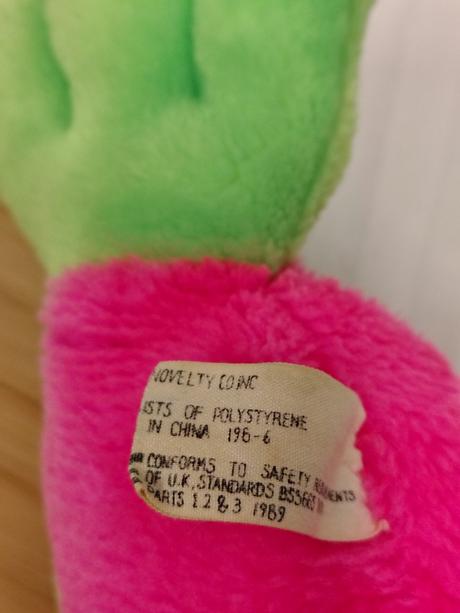 NOVELTY CO.INC
ISTS OF POLYSTYRENE
IN CHINA 198-6
CONFORMS TO SAFETY
OF U.K. STANDARDS
PARTS 1.2 & 3 1989